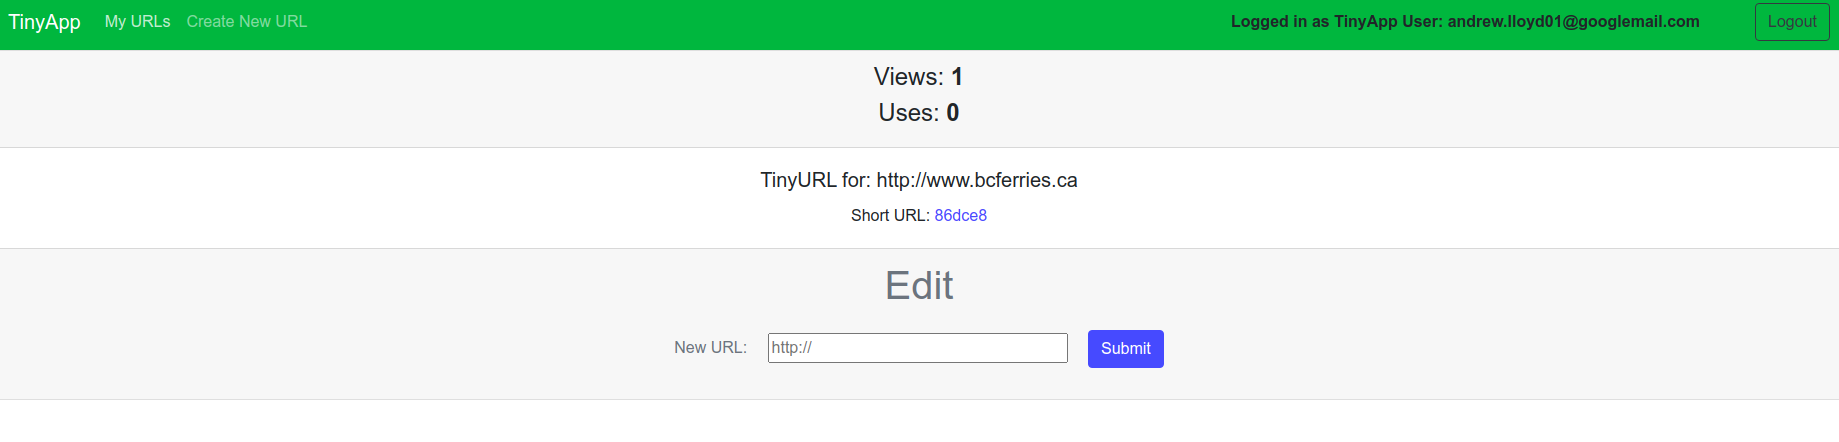 TinyApp My URLs Create New URL Logged in as TinyApp User: andrew.lloyd01@googlemail.com Logout
Views: 1
Uses: 0
TinyURL for: http://www.bcferries.ca
Short URL: 86dce8
Edit
New URL: http:// Submit